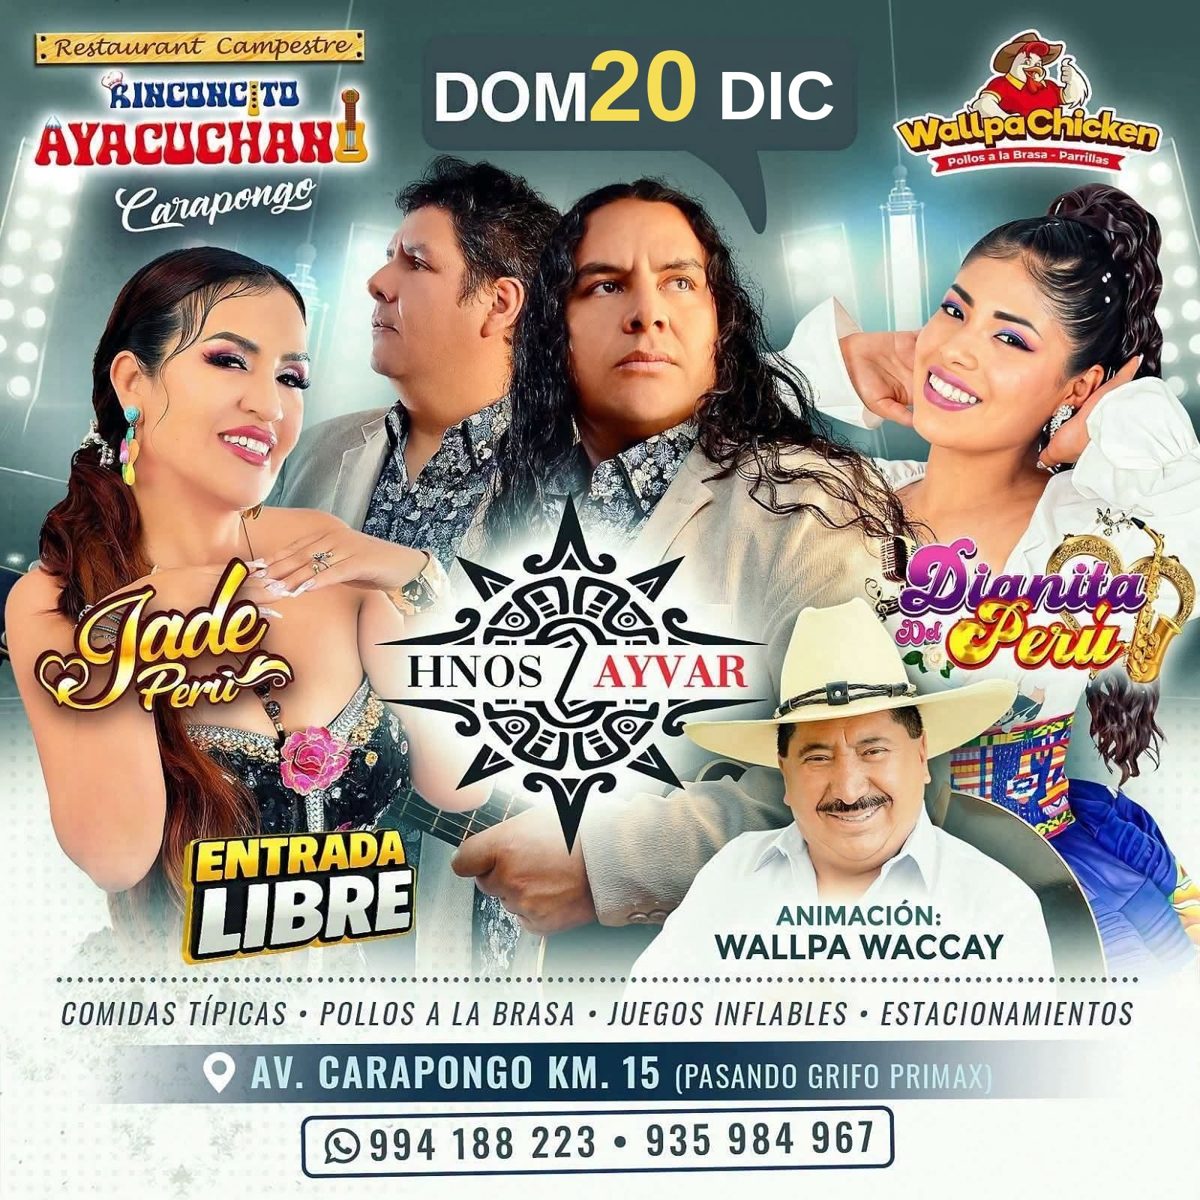 Restaurant Campestre
RINCONCITO
AYACUCHANO
Carapongo
DOM 20 DIC
WallpaChicken
Pollos a la Brasa - Parrillas
Jade
Perú
HNOS AYVAR
Dianita
Del Perú
ENTRADA
LIBRE
ANIMACIÓN:
WALLPA WACCAY
COMIDAS TÍPICAS • POLLOS A LA BRASA • JUEGOS INFLABLES • ESTACIONAMIENTOS
AV. CARAPONGO KM. 15 (PASANDO GRIFO PRIMAX)
994 188 223 • 935 984 967